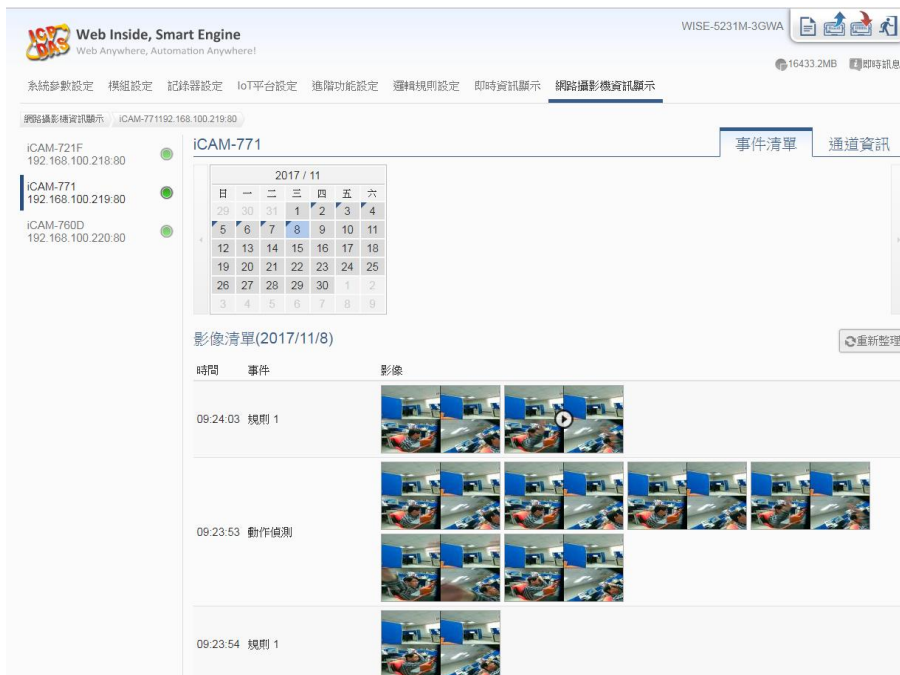 ICP DAS
Web Inside, Smart Engine
Web Anywhere, Automation Anywhere!
WISE-5231M-3GWA
16433.2MB 即時訊息
系統參數設定 模組設定 記錄器設定 IoT平台設定 進階功能設定 邏輯規則設定 即時資訊顯示 網路攝影機資訊顯示
網路攝影機資訊顯示 iCAM-771192.168.100.219:80
iCAM-721F
192.168.100.218:80
iCAM-771
192.168.100.219:80
iCAM-760D
192.168.100.220:80
iCAM-771
事件清單 通道資訊
2017 / 11
日 一 二 三 四 五 六
29 30 31 1 2 3 4
5 6 7 8 9 10 11
12 13 14 15 16 17 18
19 20 21 22 23 24 25
26 27 28 29 30 1 2
3 4 5 6 7 8 9
影像清單(2017/11/8)
重新整理
時間 事件 影像
09:24:03 規則 1
09:23:53 動作偵測
09:23:54 規則 1